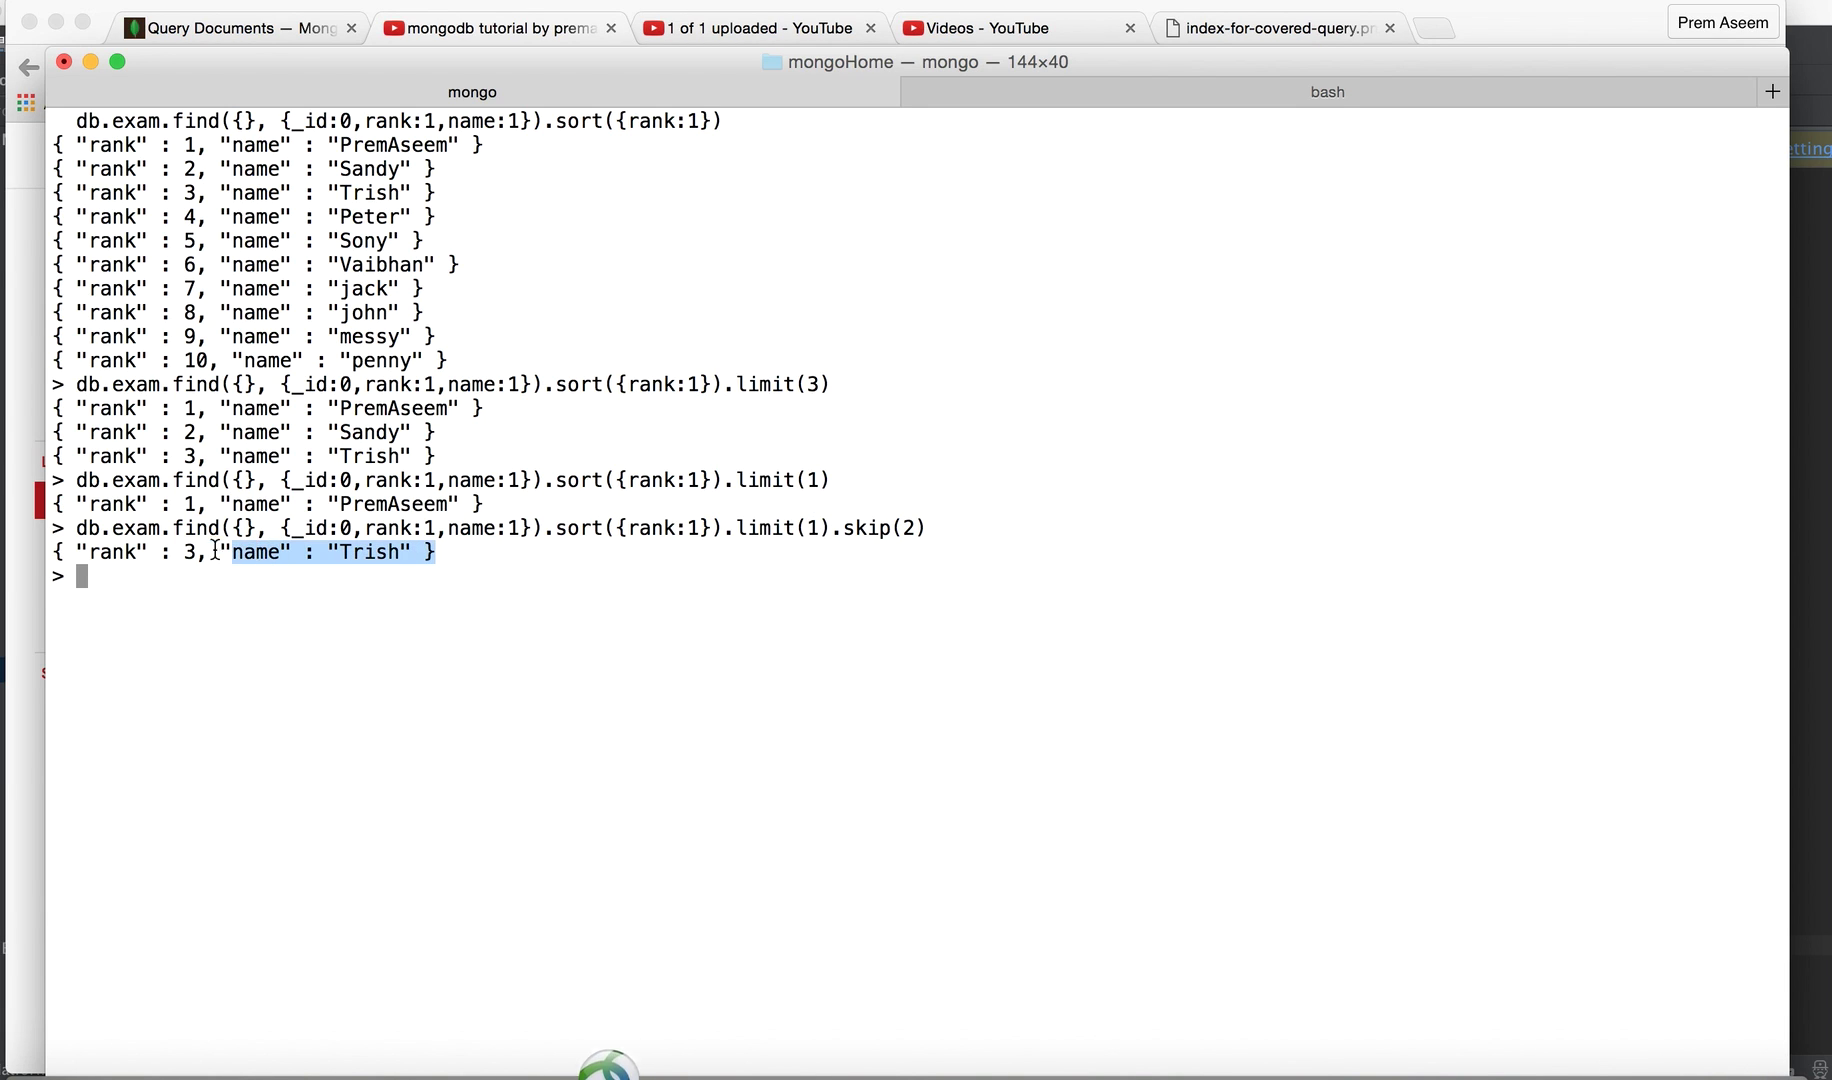 Query Documents — Mong
mongodb tutorial by prema
1 of 1 uploaded - YouTube
Videos - YouTube
index-for-covered-query.pn
Prem Aseem
mongoHome — mongo — 144×40
mongo
bash
+
db.exam.find({}, {_id:0,rank:1,name:1}).sort({rank:1})
{ "rank" : 1, "name" : "PremAseem" }
{ "rank" : 2, "name" : "Sandy" }
{ "rank" : 3, "name" : "Trish" }
{ "rank" : 4, "name" : "Peter" }
{ "rank" : 5, "name" : "Sony" }
{ "rank" : 6, "name" : "Vaibhan" }
{ "rank" : 7, "name" : "jack" }
{ "rank" : 8, "name" : "john" }
{ "rank" : 9, "name" : "messy" }
{ "rank" : 10, "name" : "penny" }
> db.exam.find({}, {_id:0,rank:1,name:1}).sort({rank:1}).limit(3)
{ "rank" : 1, "name" : "PremAseem" }
{ "rank" : 2, "name" : "Sandy" }
{ "rank" : 3, "name" : "Trish" }
> db.exam.find({}, {_id:0,rank:1,name:1}).sort({rank:1}).limit(1)
{ "rank" : 1, "name" : "PremAseem" }
> db.exam.find({}, {_id:0,rank:1,name:1}).sort({rank:1}).limit(1).skip(2)
{ "rank" : 3, "name" : "Trish" }
>
etting